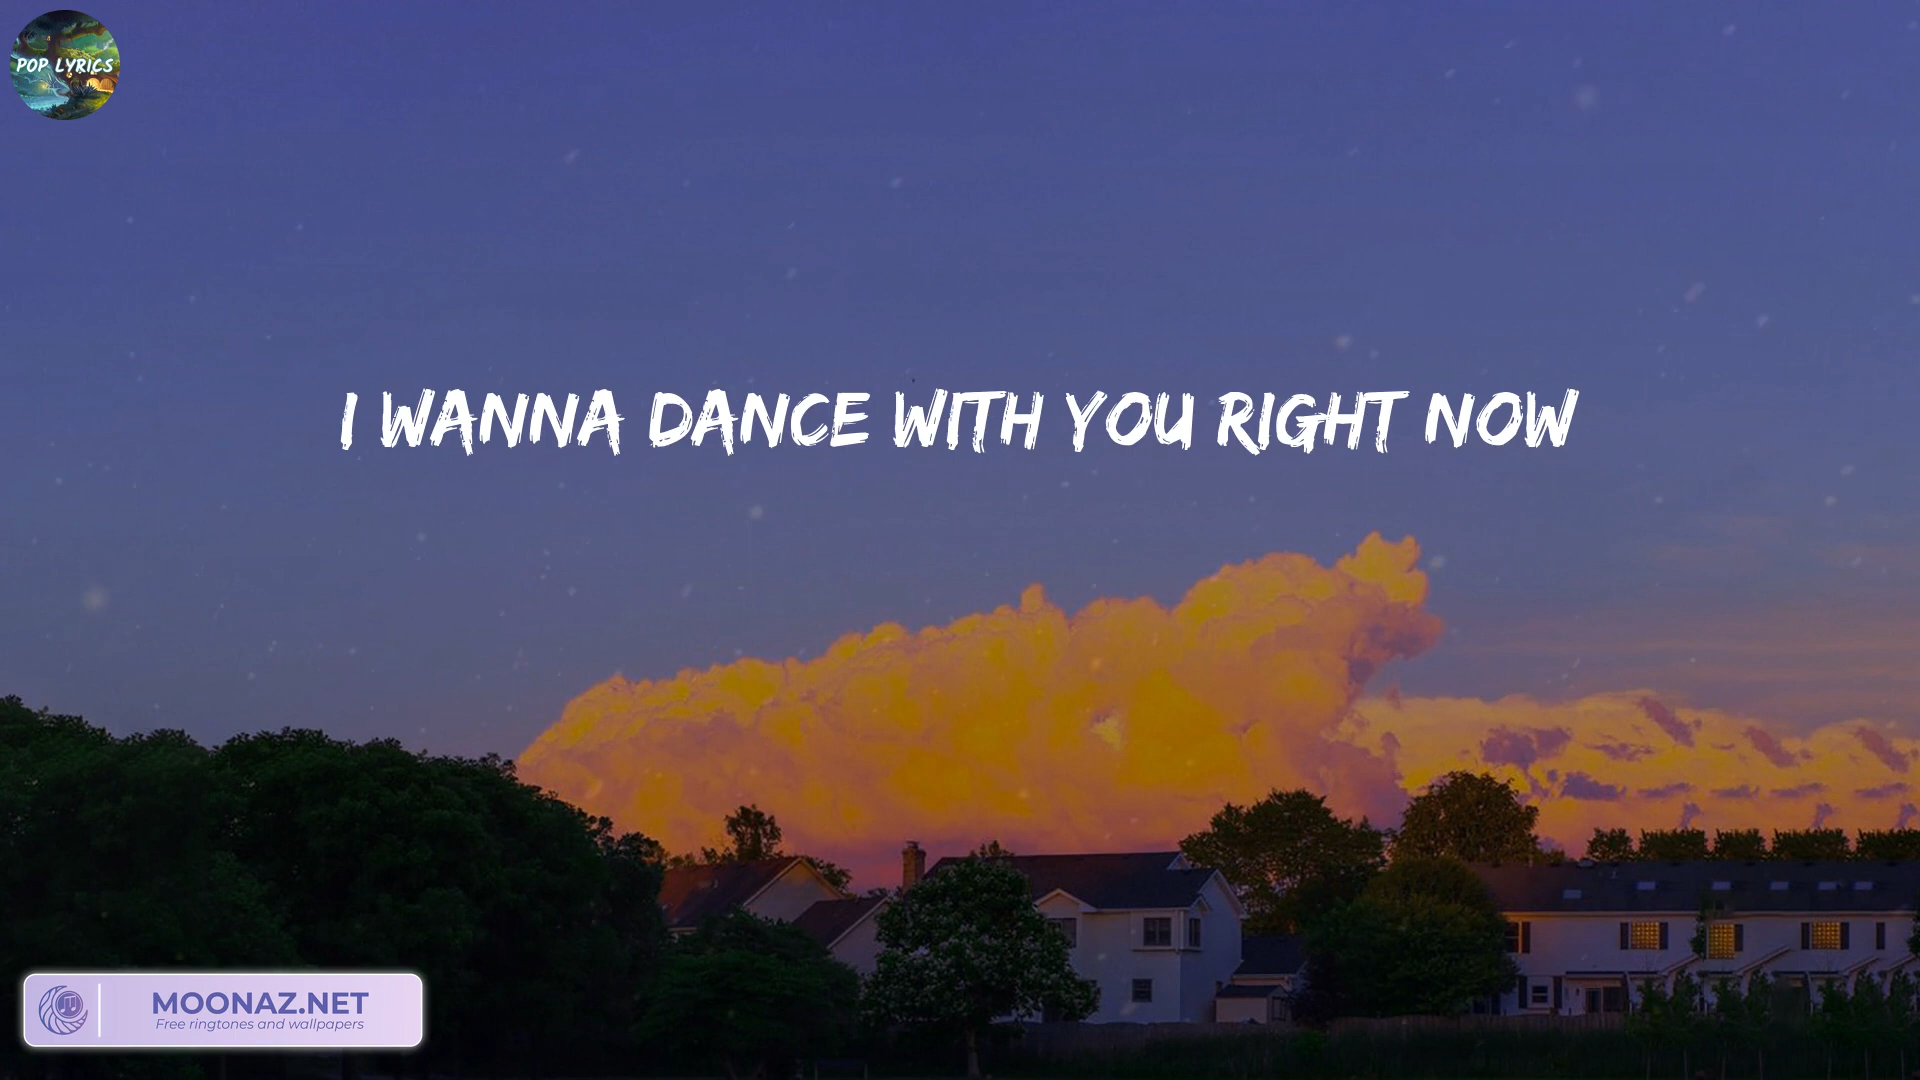 POP LYRICS
I WANNA DANCE WITH YOU RIGHT NOW
MOONAZ.NET
Free ringtones and wallpapers